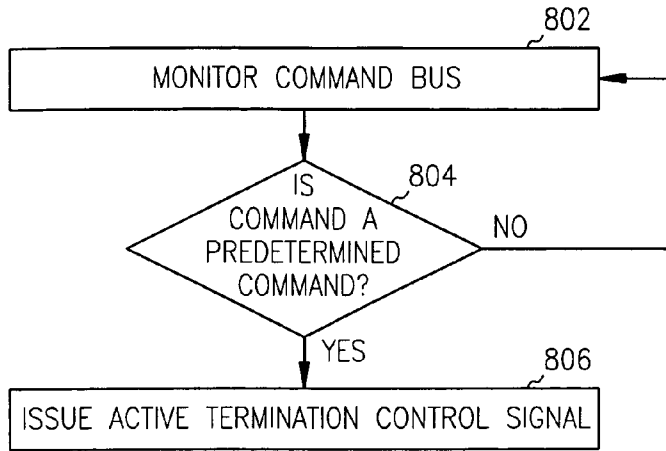 802
MONITOR COMMAND BUS
804
IS
COMMAND A
PREDETERMINED
COMMAND?
NO
YES
806
ISSUE ACTIVE TERMINATION CONTROL SIGNAL